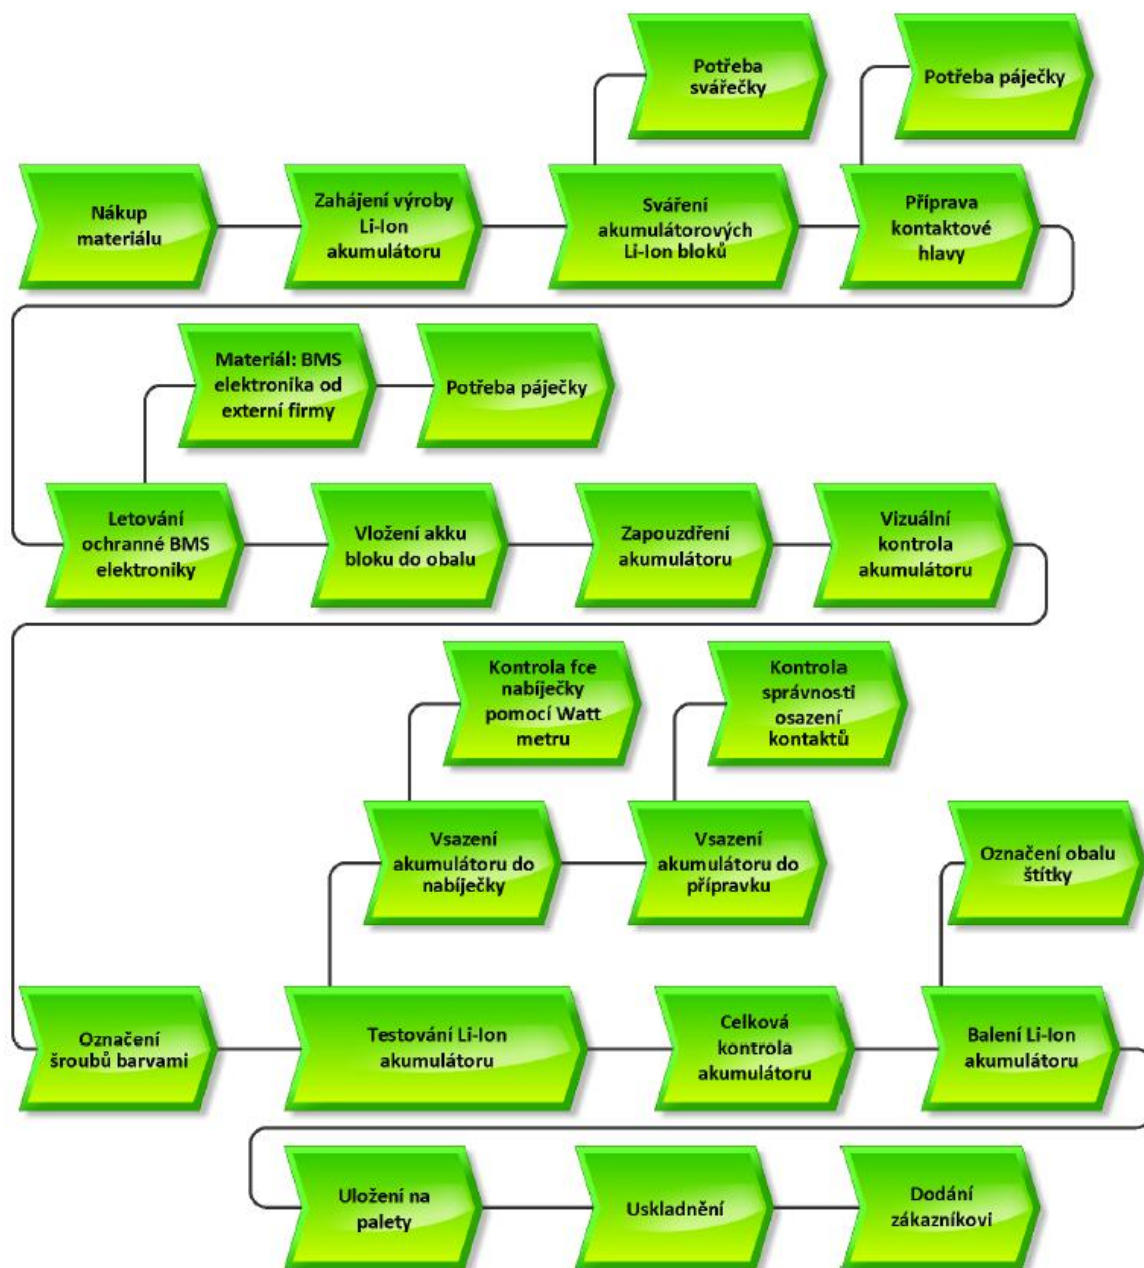 Potřeba
svářečky
Potřeba páječky
Nákup
materiálu
Zahájení výroby
Li-Ion
akumulátoru
Sváření
akumulátorových
Li-Ion bloků
Příprava
kontaktové
hlavy
Materiál: BMS
elektronika od
externí firmy
Potřeba páječky
Letování
ochranné BMS
elektroniky
Vložení akku
bloku do obalu
Zapouzdření
akumulátoru
Vizuální
kontrola
akumulátoru
Kontrola fce
nabíječky
pomocí Watt
metru
Kontrola
správnosti
osazení
kontaktů
Vsazení
akumulátoru do
nabíječky
Vsazení
akumulátoru do
přípravku
Označení obalu
štítky
Označení
šroubů barvami
Testování Li-Ion
akumulátoru
Celková
kontrola
akumulátoru
Balení Li-Ion
akumulátoru
Uložení na
palety
Uskladnění
Dodání
zákazníkovi